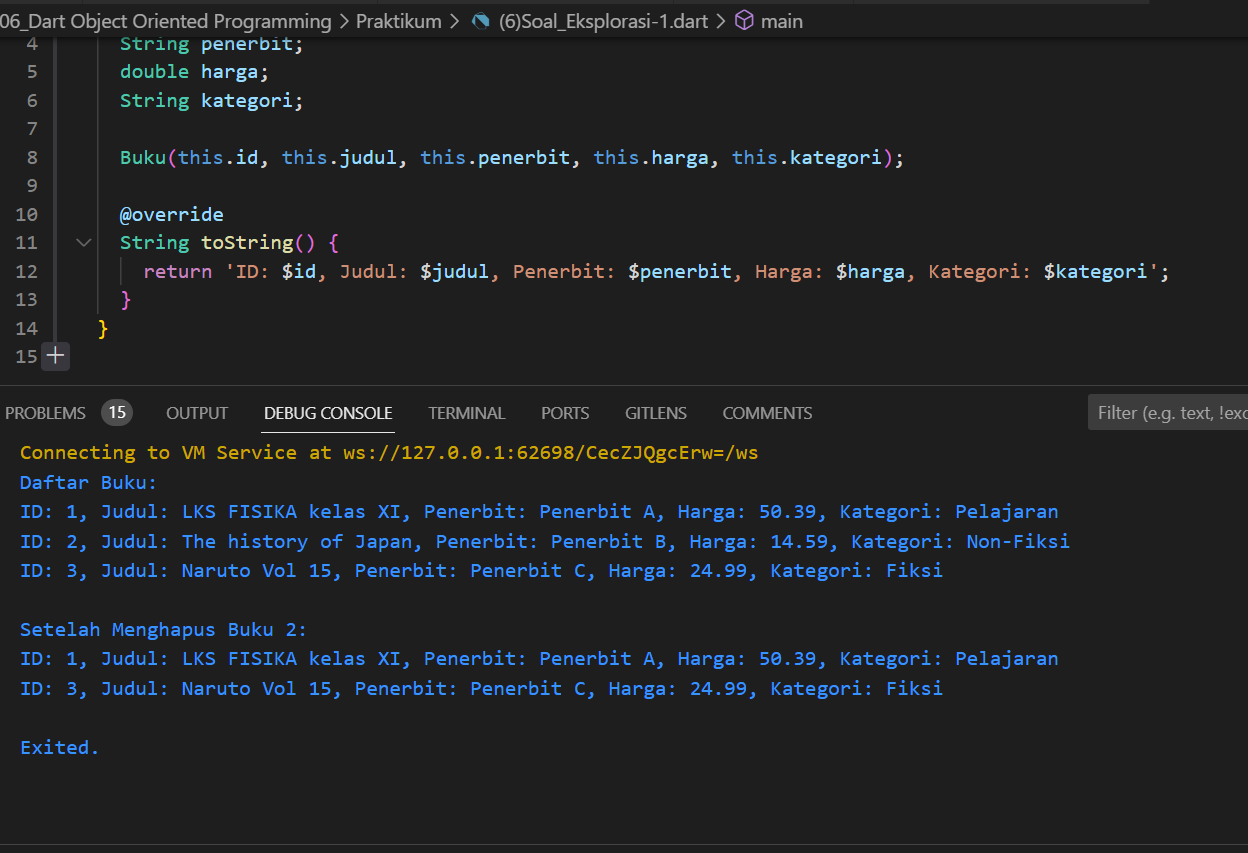 06_Dart Object Oriented Programming > Praktikum > (6)Soal_Eksplorasi-1.dart > main
4 String penerbit;
5 double harga;
6 String kategori;
7
8 Buku(this.id, this.judul, this.penerbit, this.harga, this.kategori);
9
10 @override
11 String toString() {
12 return 'ID: $id, Judul: $judul, Penerbit: $penerbit, Harga: $harga, Kategori: $kategori';
13 }
14 }
15
PROBLEMS 15 OUTPUT DEBUG CONSOLE TERMINAL PORTS GITLENS COMMENTS Filter (e.g. text, !exc
Connecting to VM Service at ws://127.0.0.1:62698/CecZJQgcErw=/ws
Daftar Buku:
ID: 1, Judul: LKS FISIKA kelas XI, Penerbit: Penerbit A, Harga: 50.39, Kategori: Pelajaran
ID: 2, Judul: The history of Japan, Penerbit: Penerbit B, Harga: 14.59, Kategori: Non-Fiksi
ID: 3, Judul: Naruto Vol 15, Penerbit: Penerbit C, Harga: 24.99, Kategori: Fiksi
Setelah Menghapus Buku 2:
ID: 1, Judul: LKS FISIKA kelas XI, Penerbit: Penerbit A, Harga: 50.39, Kategori: Pelajaran
ID: 3, Judul: Naruto Vol 15, Penerbit: Penerbit C, Harga: 24.99, Kategori: Fiksi
Exited.